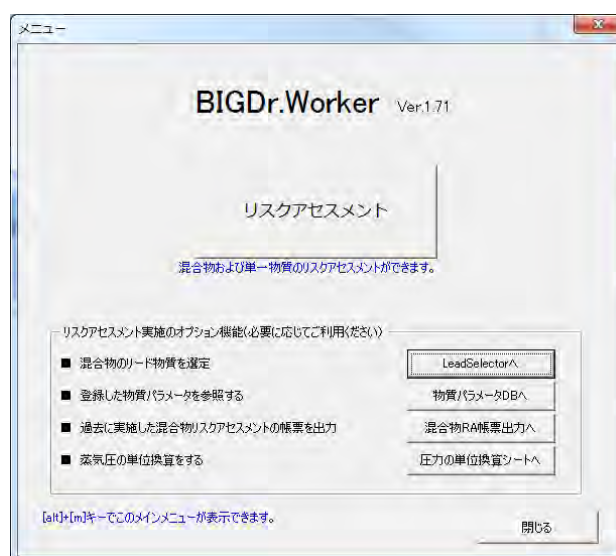 メニュー
BIGDr.Worker Ver.1.71
リスクアセスメント
混合物および単一物質のリスクアセスメントができます。
リスクアセスメント実施のオプション機能(必要に応じてご利用ください)
■ 混合物のリード物質を選定 LeadSelectorへ
■ 登録した物質パラメータを参照する 物質パラメータDBへ
■ 過去に実施した混合物リスクアセスメントの帳票を出力 混合物RA帳票出力へ
■ 蒸気圧の単位換算をする 圧力の単位換算シートへ
[alt]+[m]キーでこのメインメニューが表示できます。 閉じる